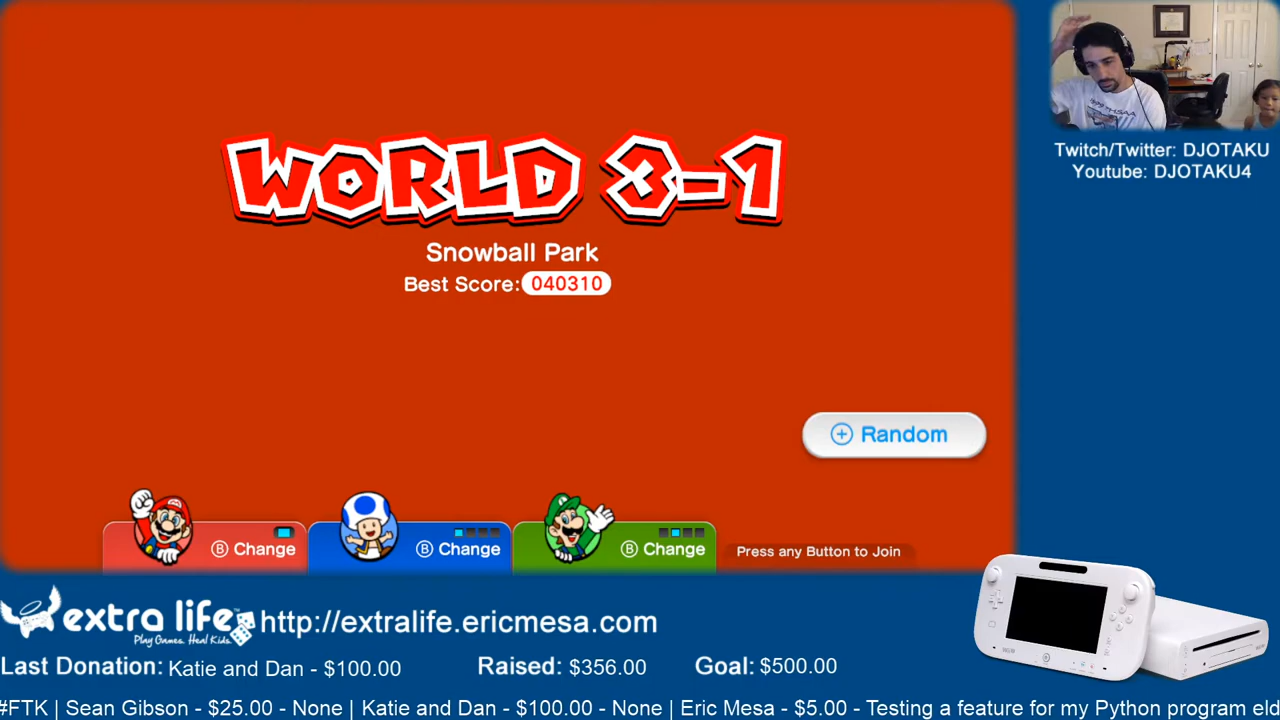 WORLD 3-1
Snowball Park
Best Score: 040310
Random
B Change
B Change
B Change
Press any Button to Join
Twitch/Twitter: DJOTAKU
Youtube: DJOTAKU4
extra life
Play Games. Heal Kids.
http://extralife.ericmesa.com
Last Donation: Katie and Dan - $100.00
Raised: $356.00
Goal: $500.00
#FTK | Sean Gibson - $25.00 - None | Katie and Dan - $100.00 - None | Eric Mesa - $5.00 - Testing a feature for my Python program eld